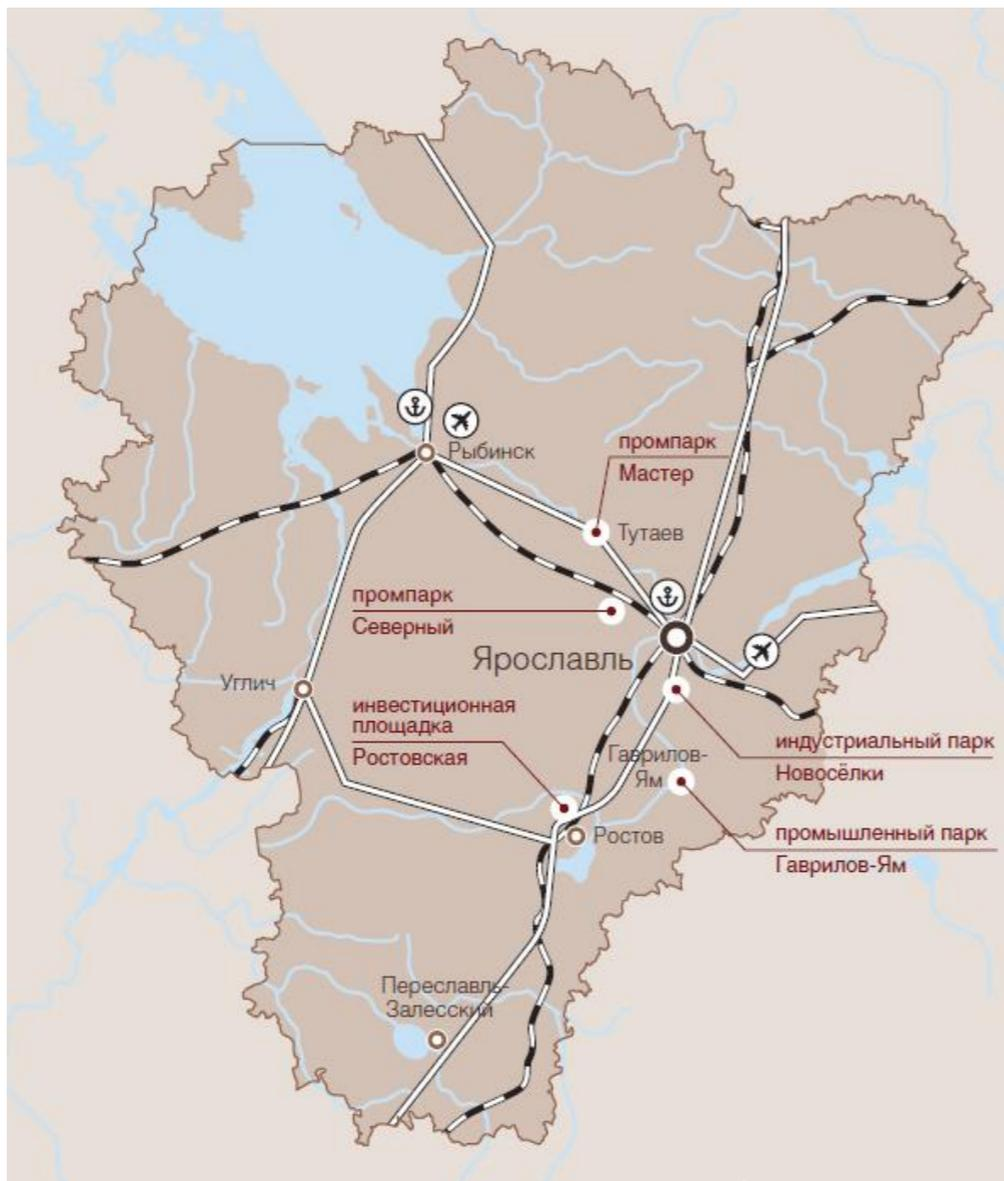 промпарк
Мастер
Рыбинск
Тутаев
промпарк
Северный
Ярославль
Углич
инвестиционная
площадка
Ростовская
Гаврилов-
Ям
индустриальный парк
Новосёлки
Ростов
промышленный парк
Гаврилов-Ям
Переславль-
Залесский